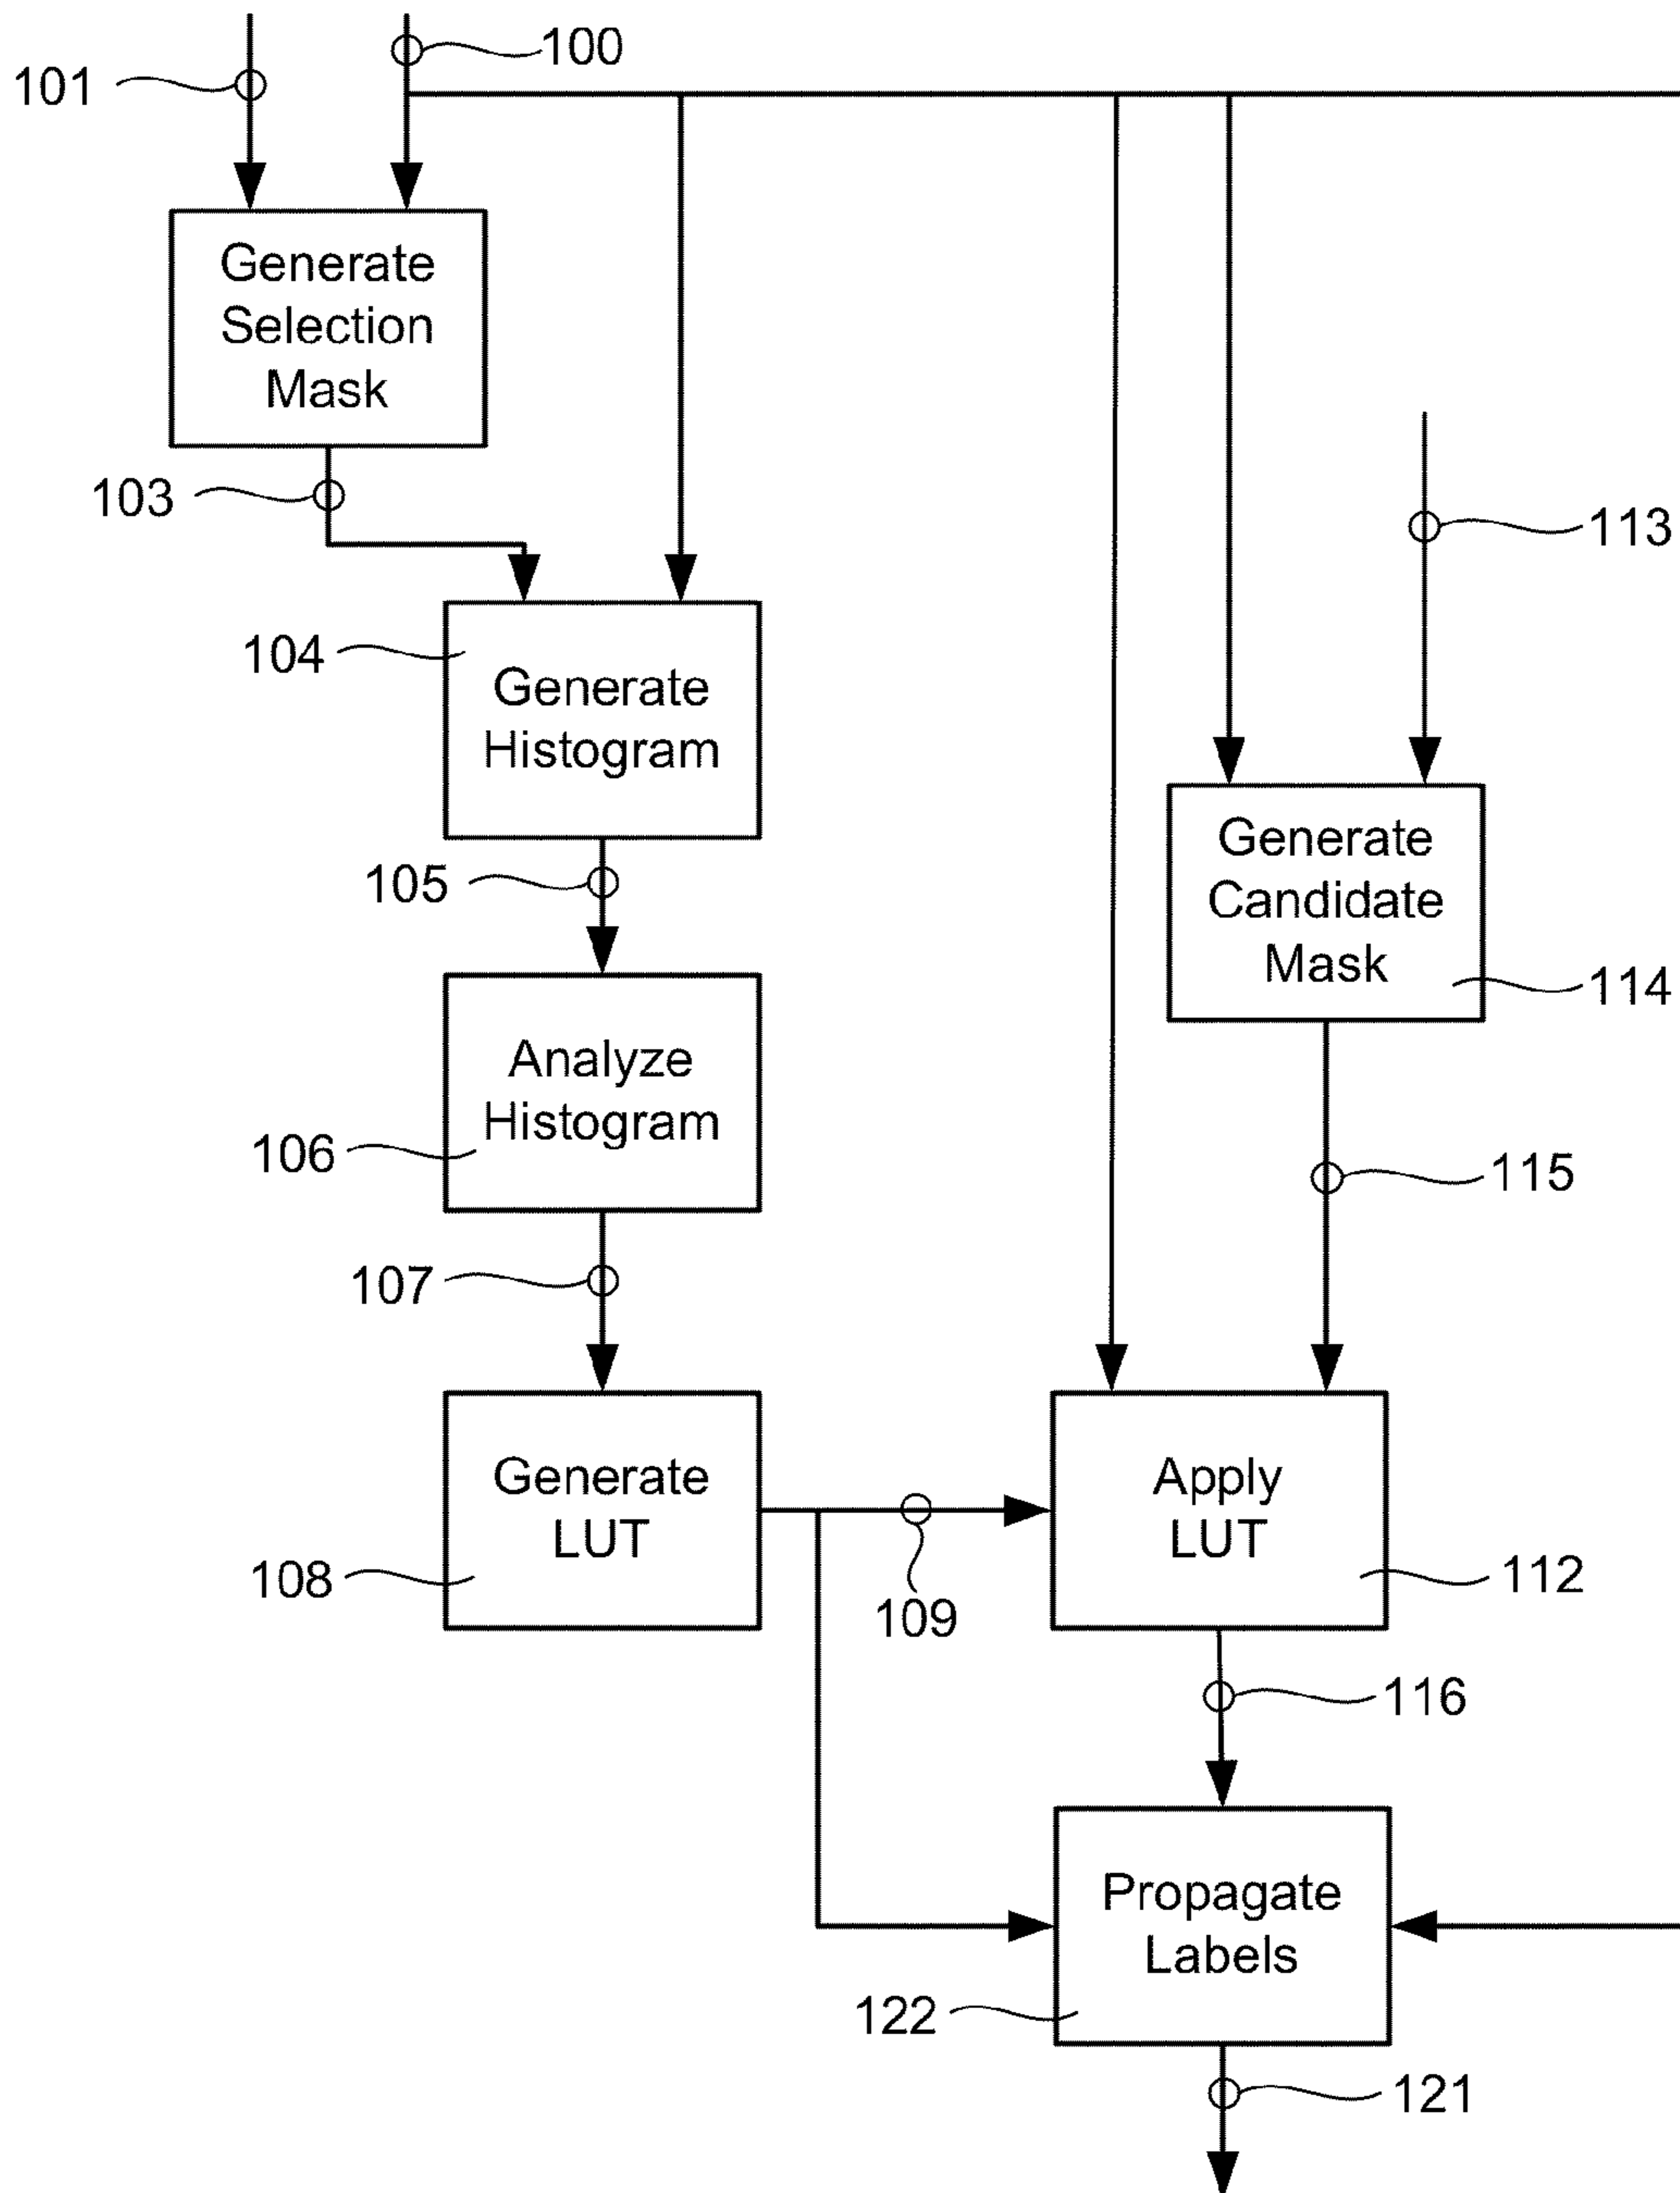 100
101
Generate
Selection
Mask
103
113
104
Generate
Histogram
105
Generate
Candidate
Mask
114
Analyze
Histogram
106
115
107
Generate
LUT
108
109
Apply
LUT
112
116
Propagate
Labels
122
121